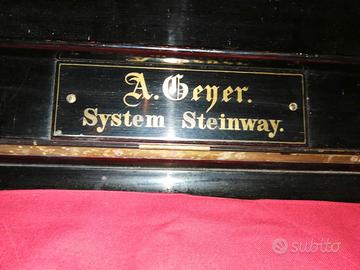 A. Geyer.
System Steinway.
subito